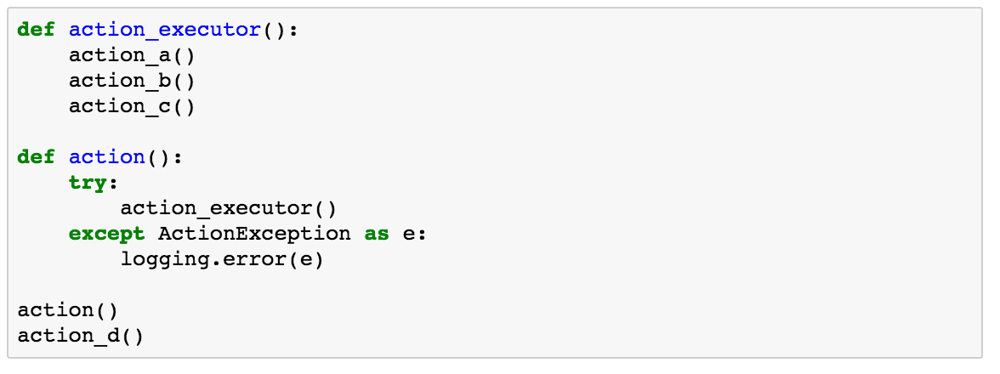 def action_executor():
    action_a()
    action_b()
    action_c()

def action():
    try:
        action_executor()
    except ActionException as e:
        logging.error(e)

action()
action_d()